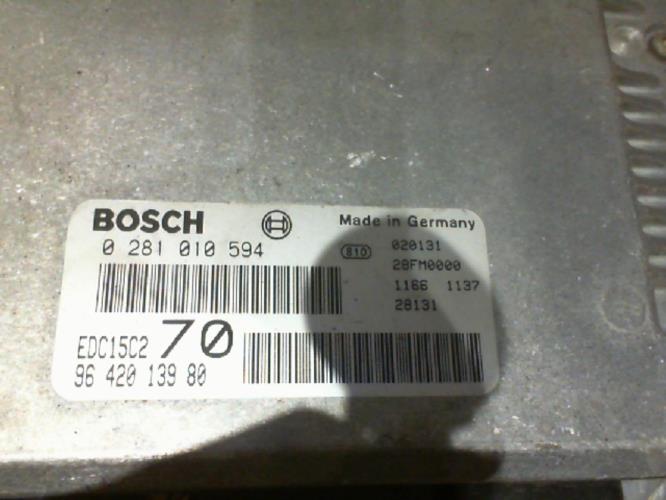 BOSCH Made in Germany
0 281 010 594 810 020131
28FM0000
1166 1137
28131
EDC15C2 70
96 420 139 80